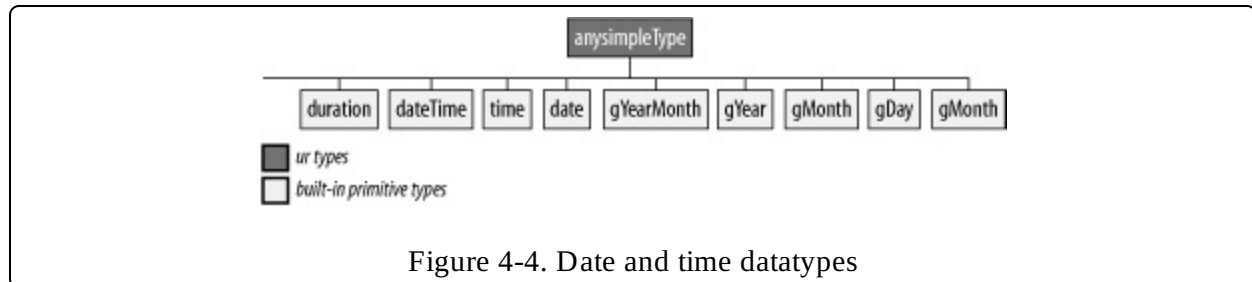 anysimpleType
duration dateTime time date gYearMonth gYear gMonth gDay gMonth
ur types
built-in primitive types
Figure 4-4. Date and time datatypes